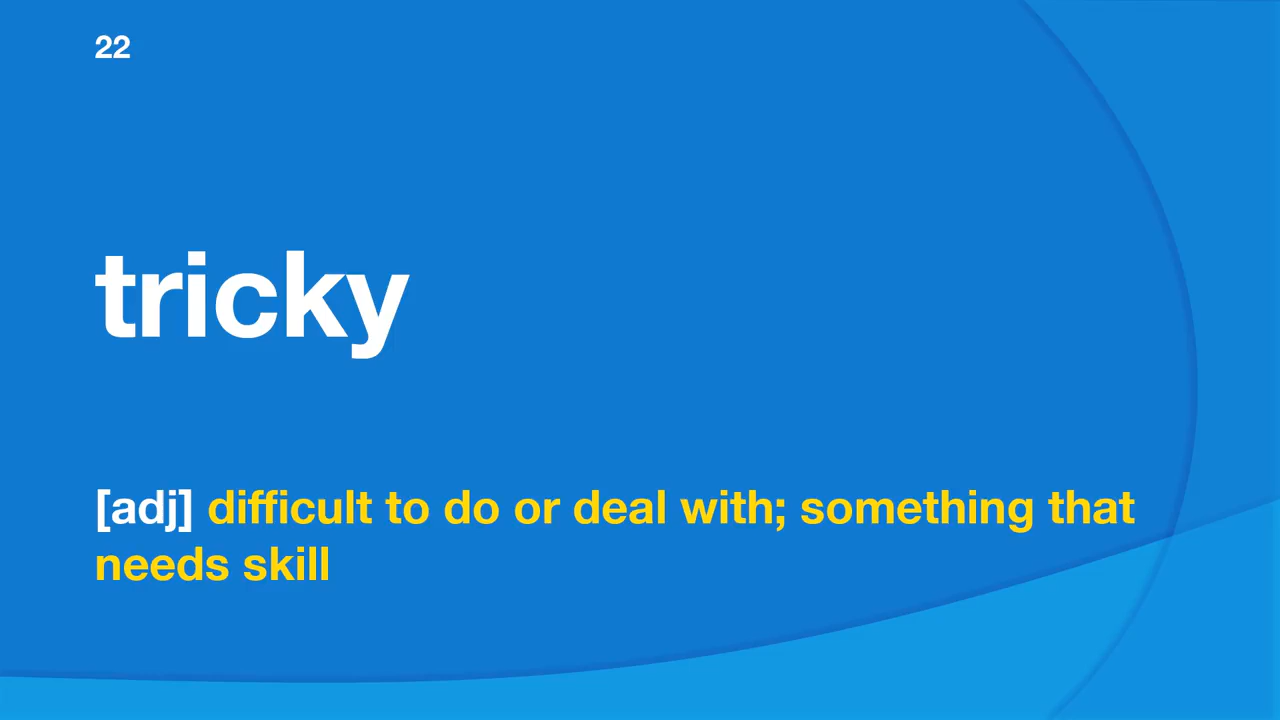 22
tricky
[adj] difficult to do or deal with; something that
needs skill